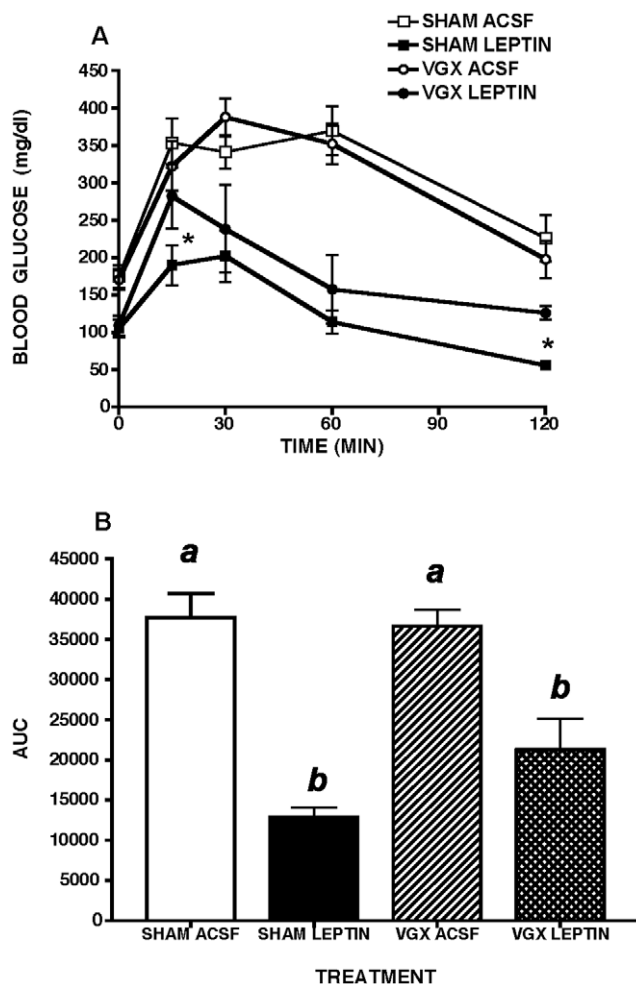 A
SHAM ACSF
SHAM LEPTIN
VGX ACSF
VGX LEPTIN
450
400
350
300
250
200
150
100
50
0
BLOOD GLUCOSE (mg/dl)
*
*
0 30 60 90 120
TIME (MIN)
B
a
a
b
b
45000
40000
35000
30000
25000
20000
15000
10000
5000
0
AUC
SHAM ACSF SHAM LEPTIN VGX ACSF VGX LEPTIN
TREATMENT